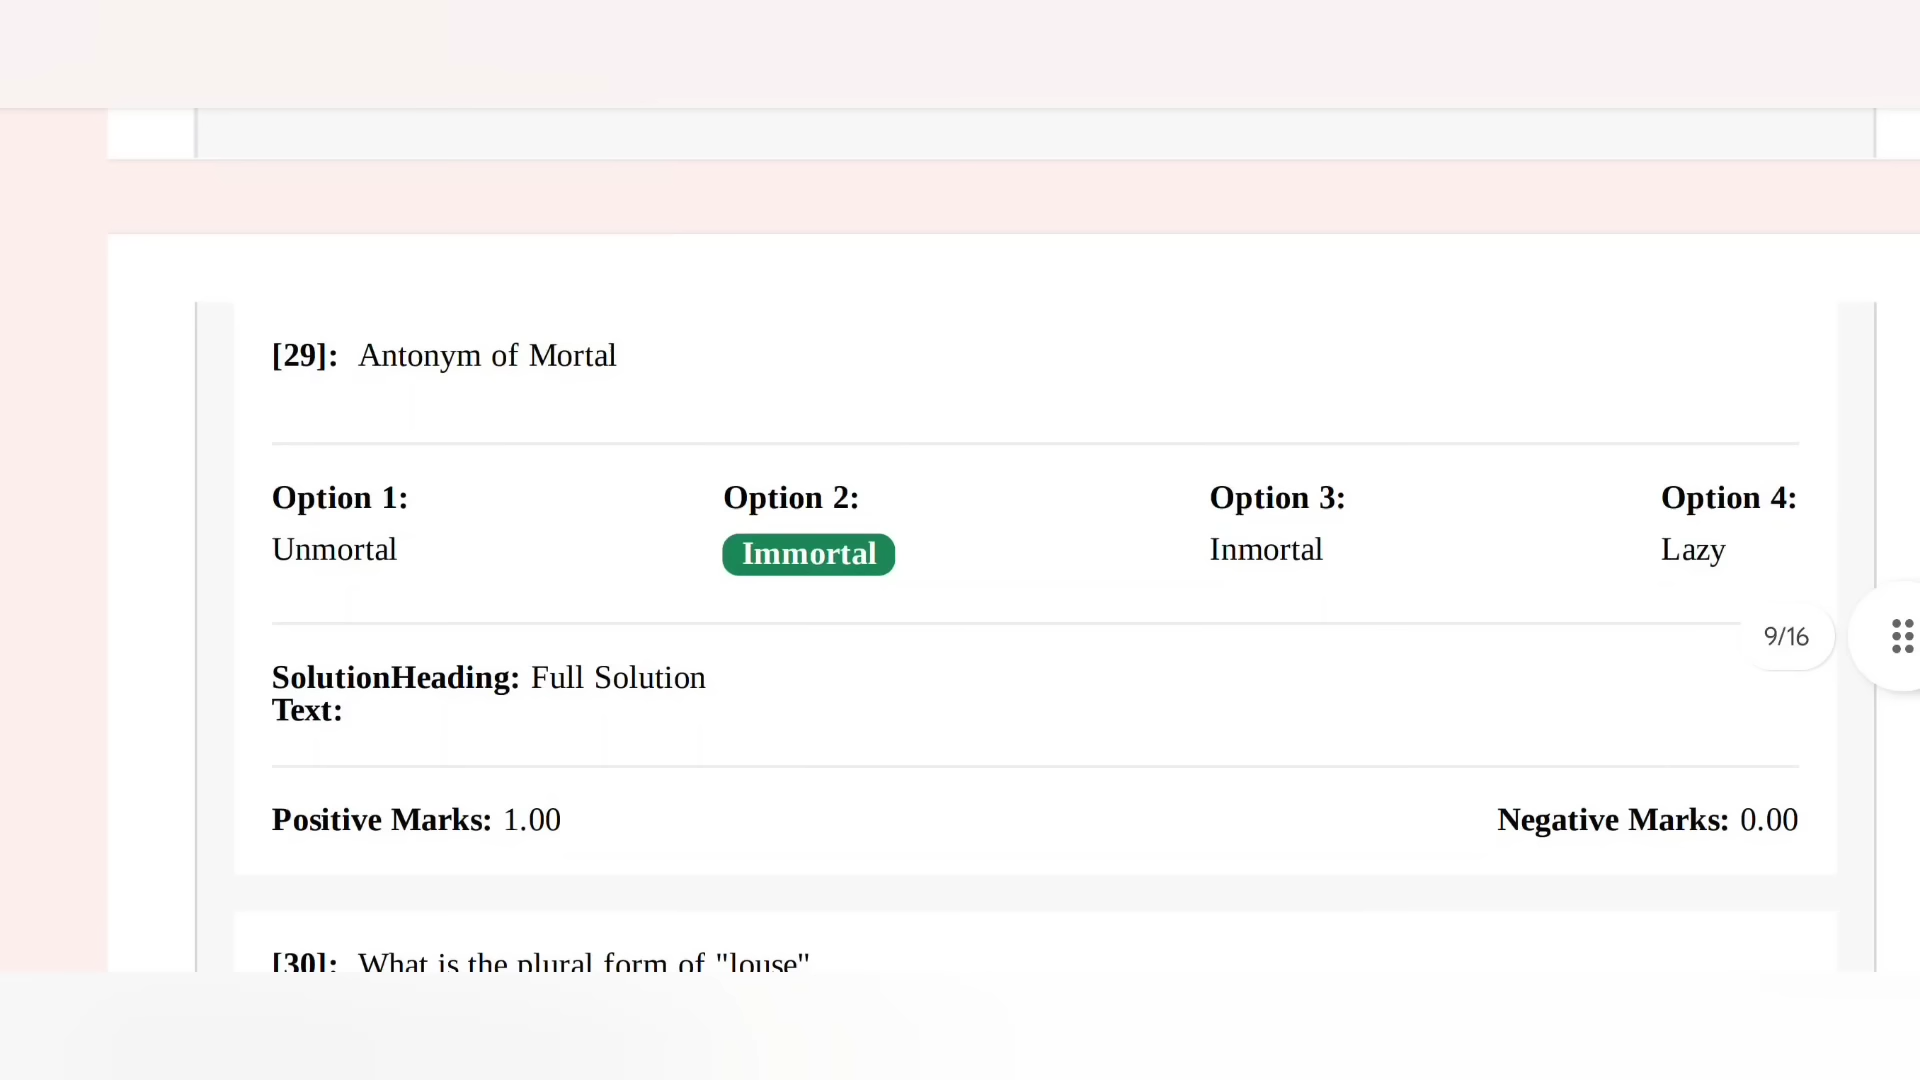 [29]: Antonym of Mortal
Option 1: Option 2: Option 3: Option 4:
Unmortal Immortal Inmortal Lazy
9/16
SolutionHeading: Full Solution
Text:
Positive Marks: 1.00 Negative Marks: 0.00
[30]: What is the plural form of "louse"